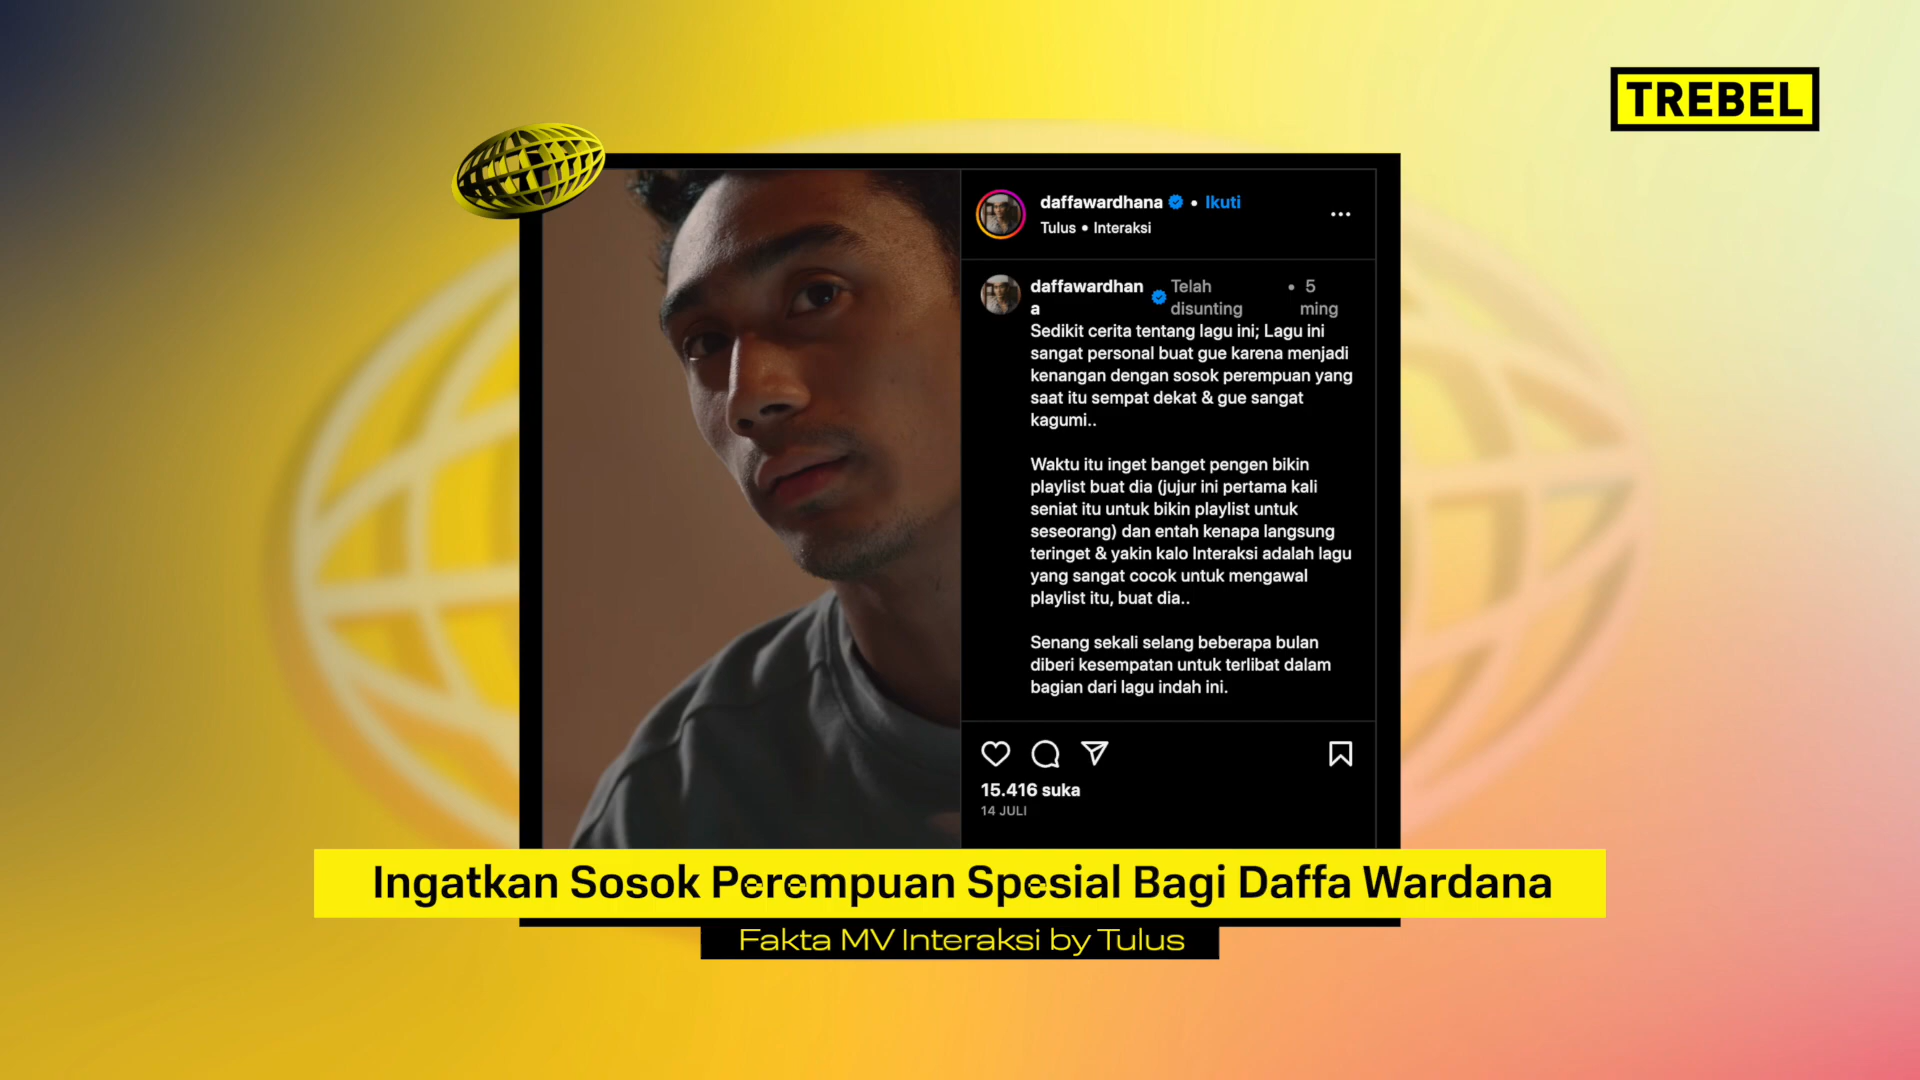 TREBEL
daffawardhana • Ikuti
Tulus • Interaksi
daffawardhan
a
Telah
disunting
• 5
ming
Sedikit cerita tentang lagu ini; Lagu ini
sangat personal buat gue karena menjadi
kenangan dengan sosok perempuan yang
saat itu sempat dekat & gue sangat
kagumi..
Waktu itu inget banget pengen bikin
playlist buat dia (jujur ini pertama kali
seniat itu untuk bikin playlist untuk
seseorang) dan entah kenapa langsung
teringet & yakin kalo Interaksi adalah lagu
yang sangat cocok untuk mengawal
playlist itu, buat dia..
Senang sekali selang beberapa bulan
diberi kesempatan untuk terlibat dalam
bagian dari lagu indah ini.
15.416 suka
14 JULI
Ingatkan Sosok Perempuan Spesial Bagi Daffa Wardana
Fakta MV Interaksi by Tulus